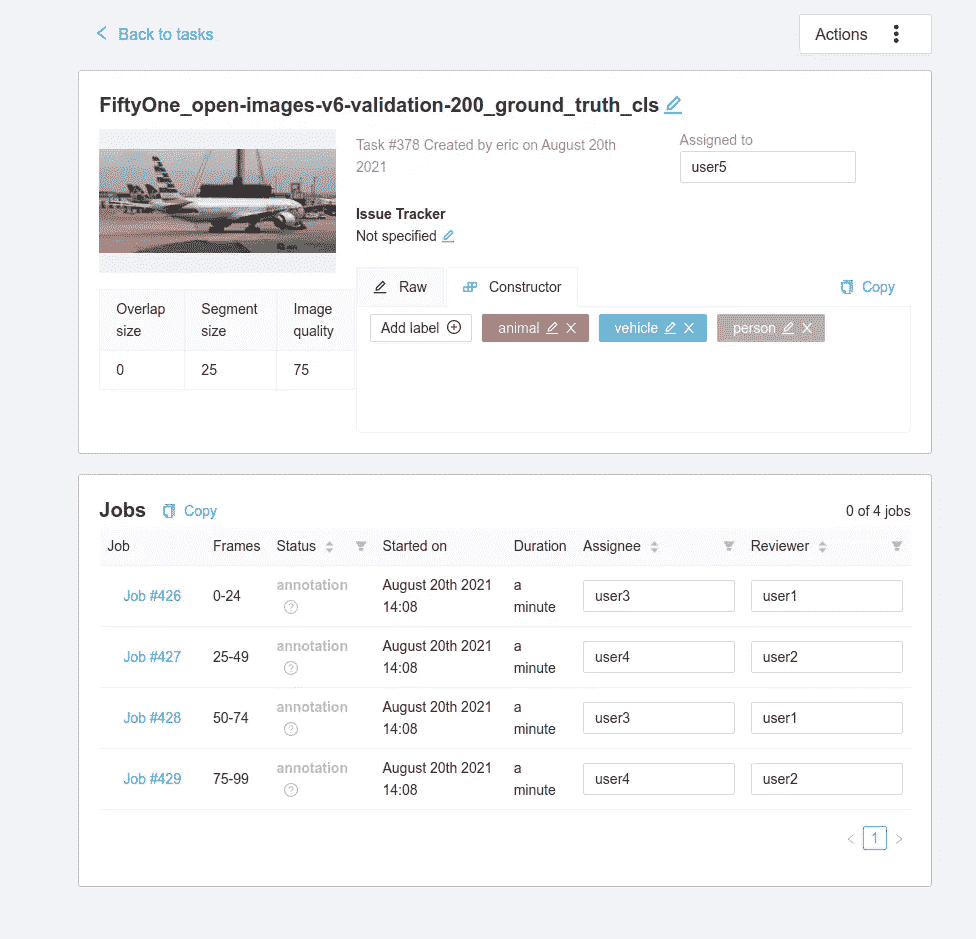 Back to tasks
Actions
FiftyOne_open-images-v6-validation-200_ground_truth_cls
Task #378 Created by eric on August 20th
2021
Assigned to
user5
Issue Tracker
Not specified
Raw
Constructor
Copy
Overlap size
Segment size
Image quality
0
25
75
Add label
animal
vehicle
person
Jobs
Copy
0 of 4 jobs
Job Frames Status Started on Duration Assignee Reviewer
Job #426 0-24 annotation August 20th 2021 14:08 a minute user3 user1
Job #427 25-49 annotation August 20th 2021 14:08 a minute user4 user2
Job #428 50-74 annotation August 20th 2021 14:08 a minute user3 user1
Job #429 75-99 annotation August 20th 2021 14:08 a minute user4 user2
1